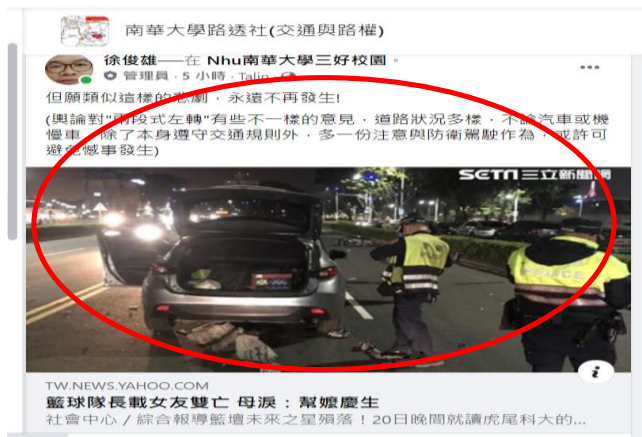 南華大學路透社(交通與路權)
徐俊雄——在 Nhu南華大學三好校園。
管理員 · 5 小時 · Talin ·
但願類似這樣的悲劇，永遠不再發生!
(輿論對"兩段式左轉"有些不一樣的意見，道路狀況多樣，不論汽車或機
慢車，除了本身遵守交通規則外，多一份注意與防衛駕駛作為，或許可
避免憾事發生)
SETN三立新聞網
POLICE
TW.NEWS.YAHOO.COM
籃球隊長載女友雙亡 母淚：幫嬤慶生
社會中心 / 綜合報導籃壇未來之星殞落！20日晚間就讀虎尾科大的...